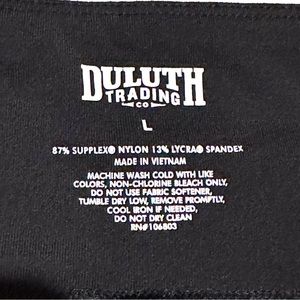 DULUTH
TRADING
CO
L
87% SUPPLEX® NYLON 13% LYCRA® SPANDEX
MADE IN VIETNAM
MACHINE WASH COLD WITH LIKE
COLORS, NON-CHLORINE BLEACH ONLY,
DO NOT USE FABRIC SOFTENER,
TUMBLE DRY LOW, REMOVE PROMPTLY,
COOL IRON IF NEEDED,
DO NOT DRY CLEAN
RN#106803